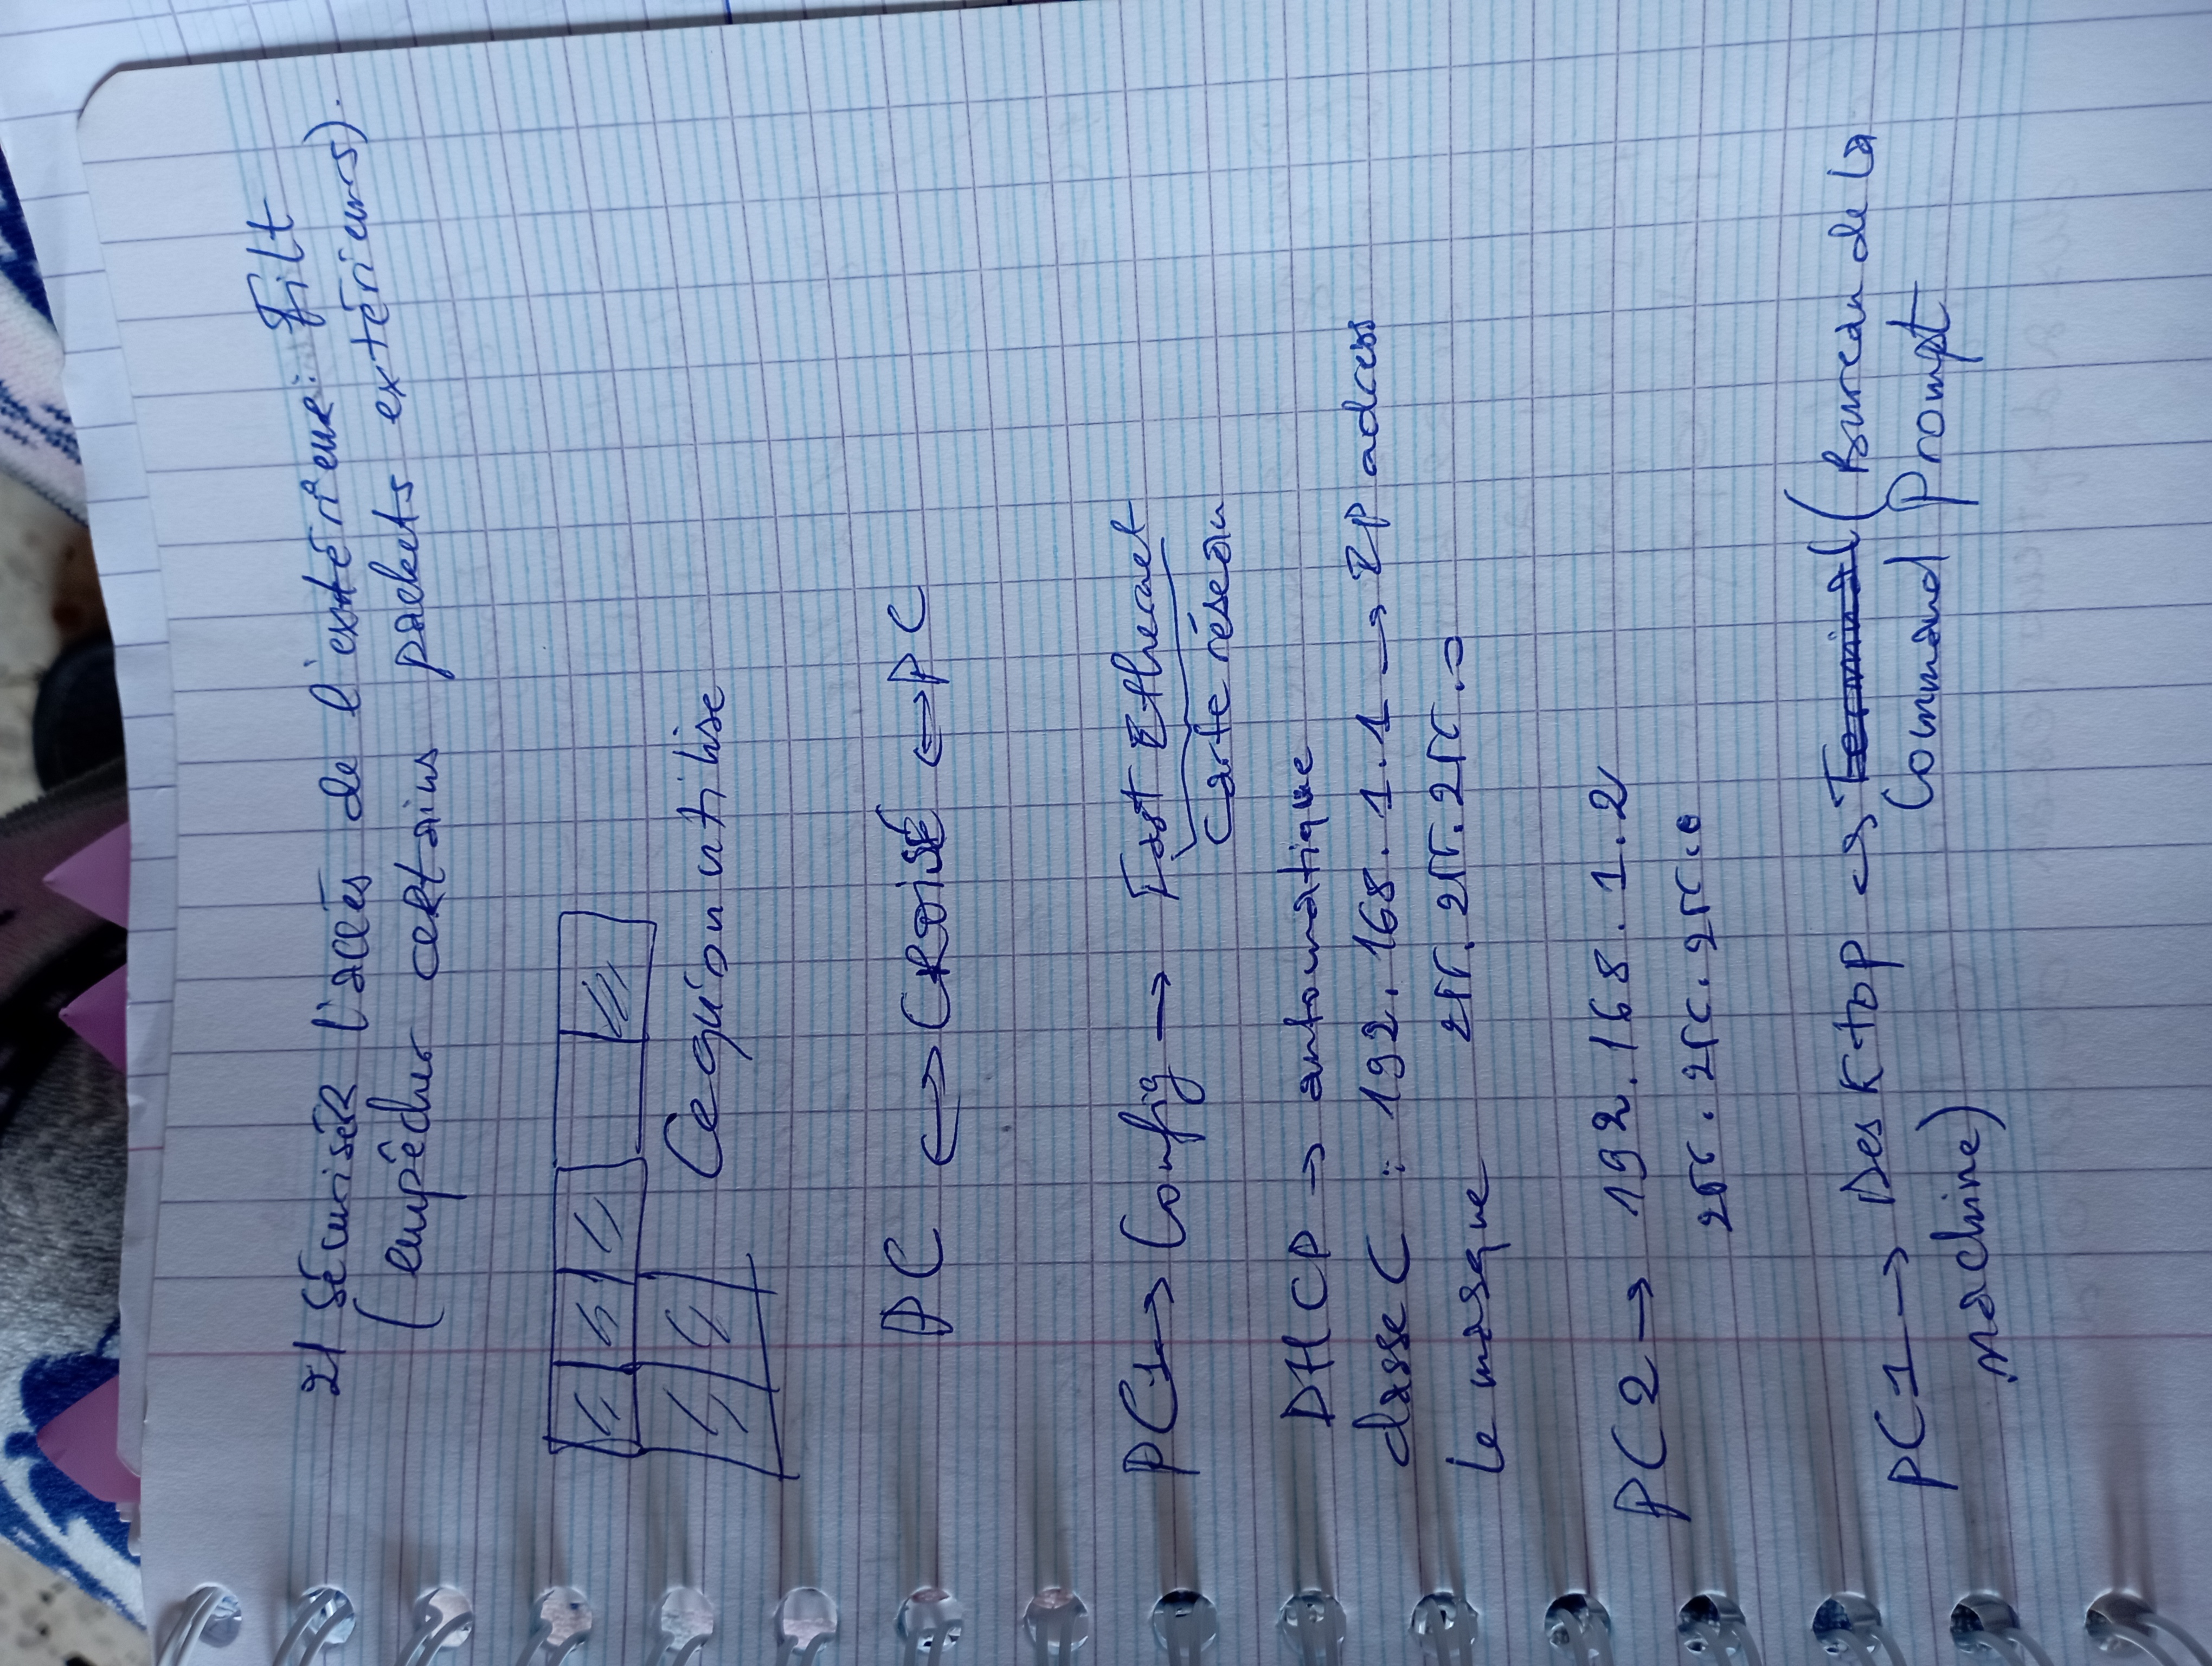 2/ Sécuriser l'accès de l'extérieur: Filt
(empêcher certains packets extérieurs).
Ce qu'on utilise
PC ↔ CROISÉ ↔ PC
PC1 → Config → Fast Ethernet
Carte réseau
DHCP → automatique
classe C : 192.168.1.1 → IP adress
le masque 255.255.255.0
PC2 → 192.168.1.2
255.255.255.0
PC1 → Desktop → Terminal (Bureau de la
machine) Command Prompt